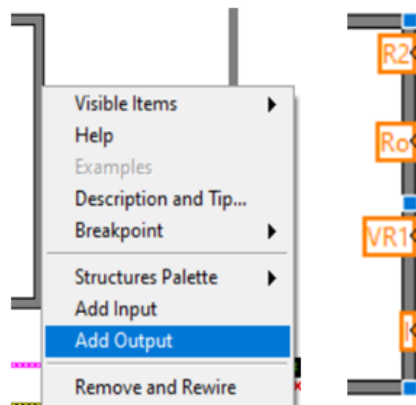 Visible Items
Help
Examples
Description and Tip...
Breakpoint
Structures Palette
Add Input
Add Output
Remove and Rewire
R2
Ro
VR1
I